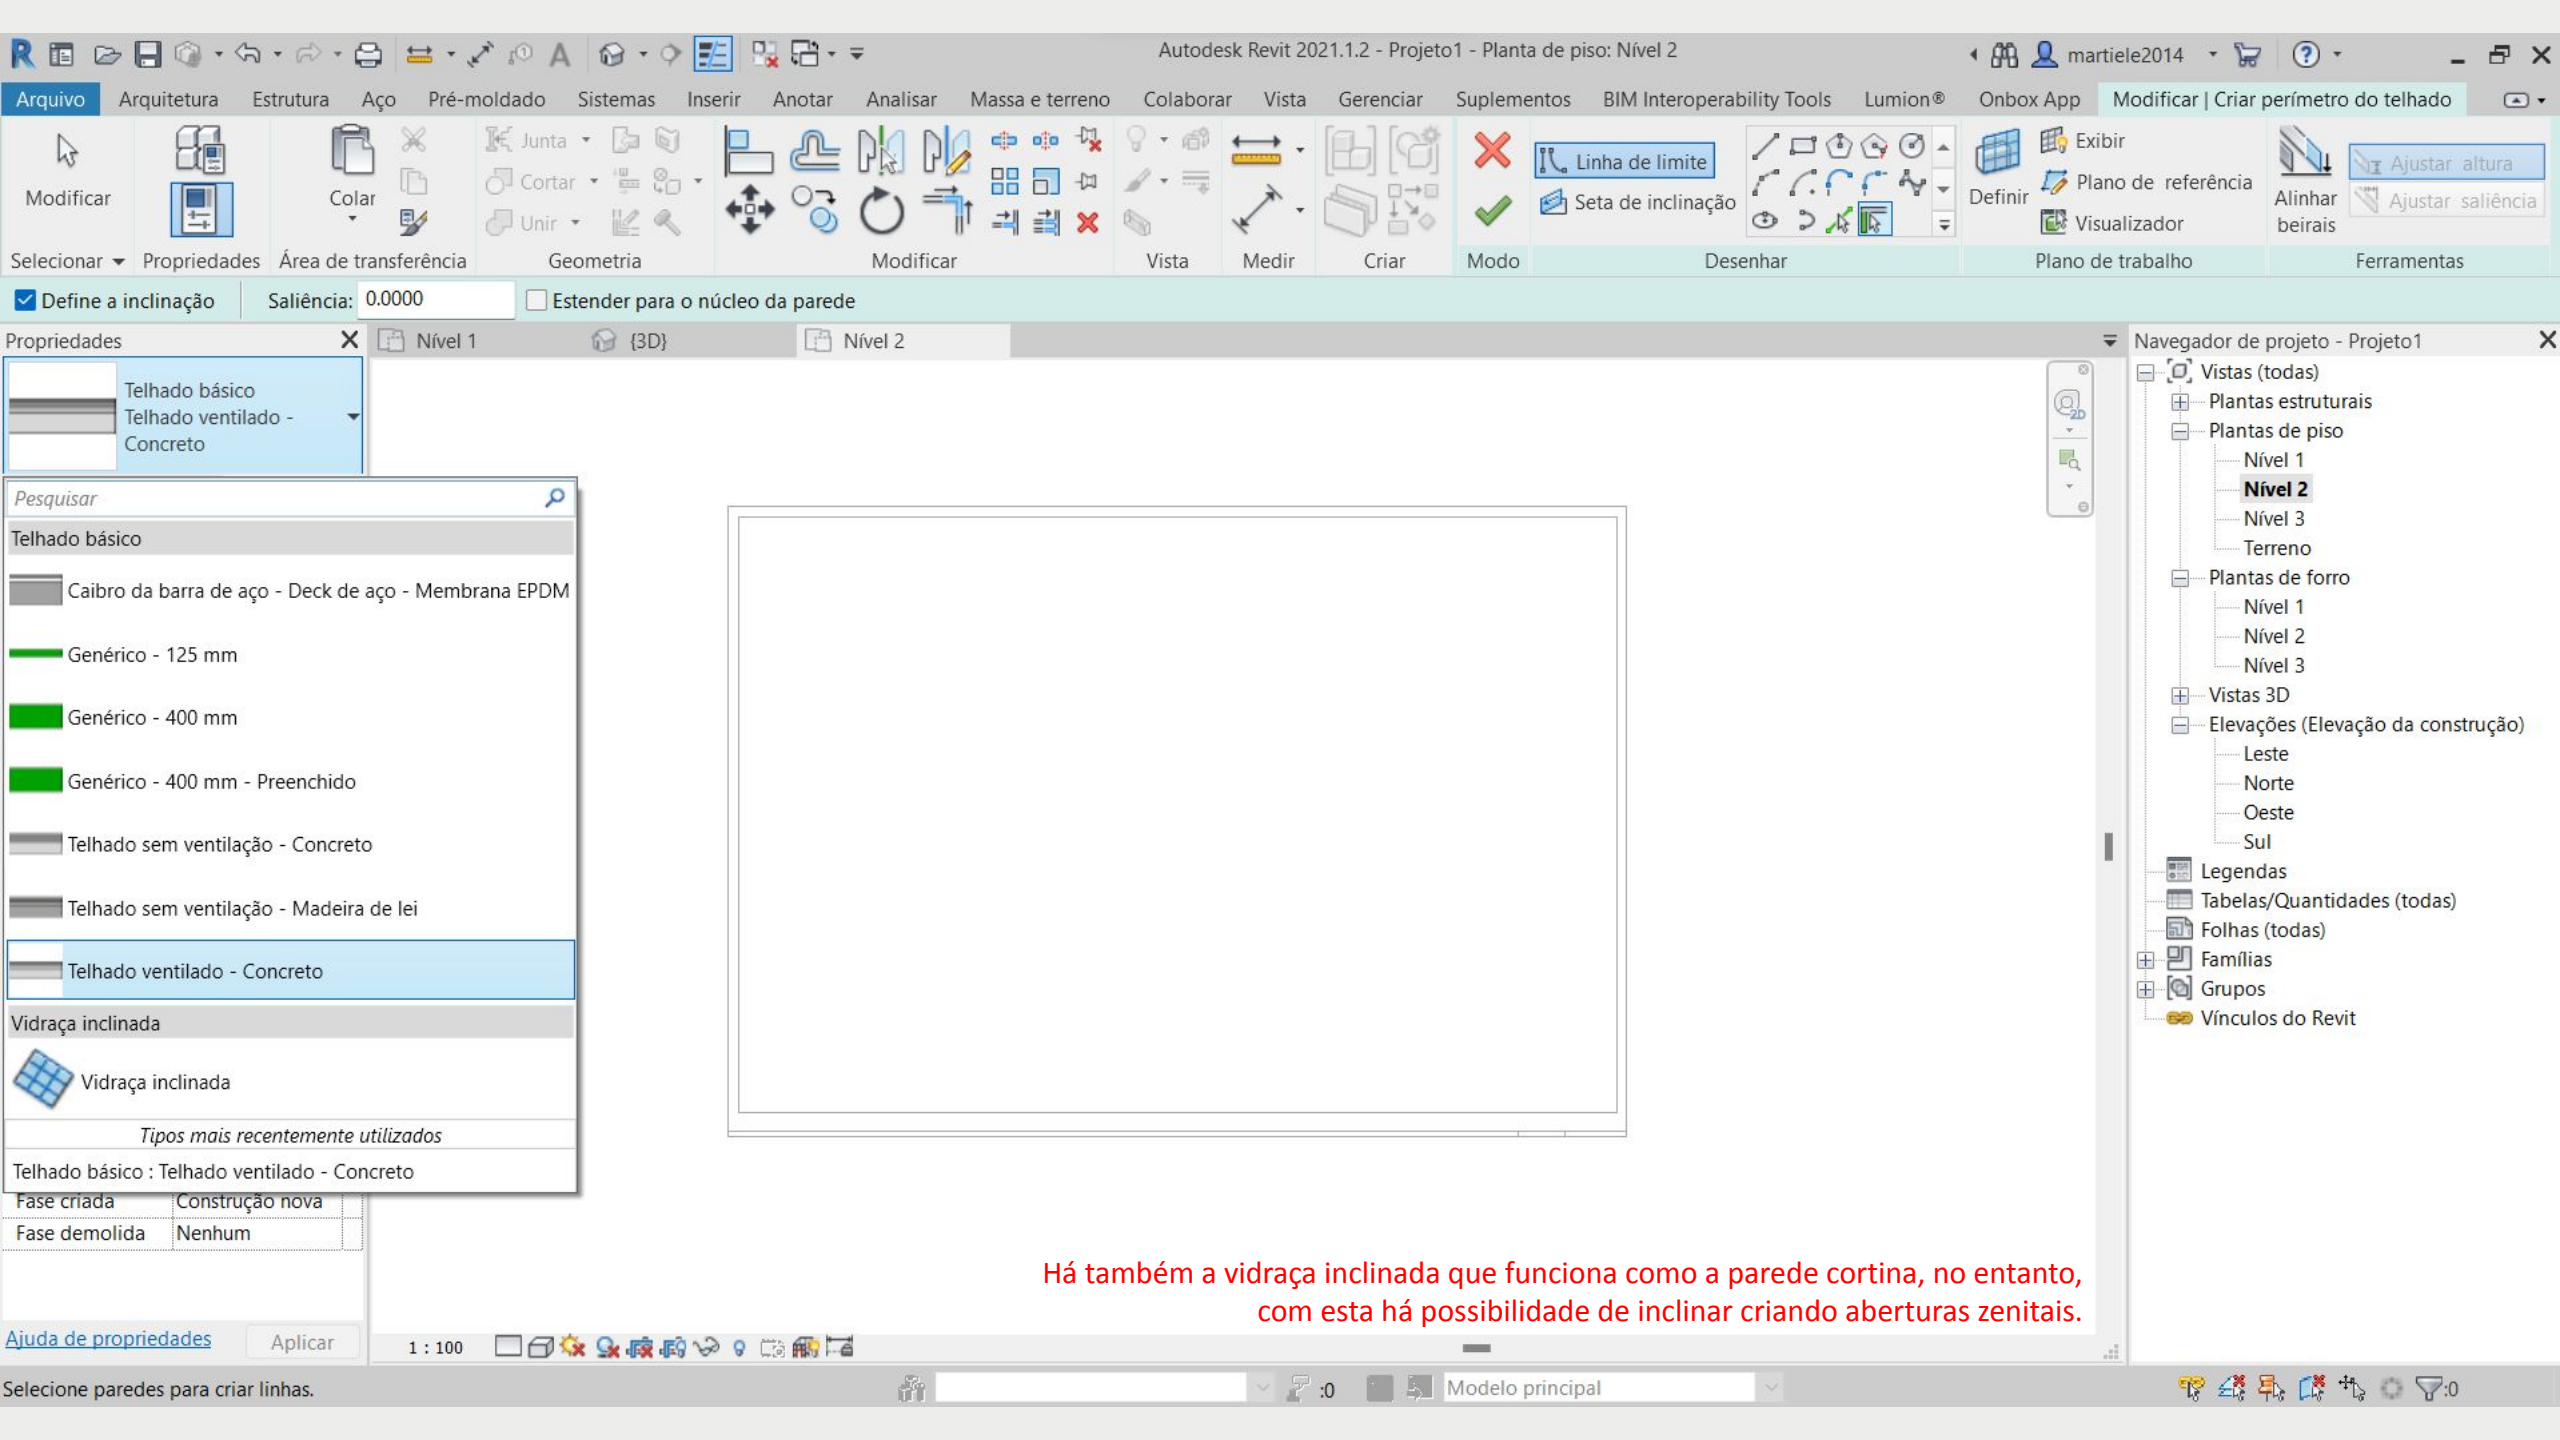 Autodesk Revit 2021.1.2 - Projeto1 - Planta de piso: Nível 2
martiele2014
Arquivo Arquitetura Estrutura Aço Pré-moldado Sistemas Inserir Anotar Analisar Massa e terreno Colaborar Vista Gerenciar Suplementos BIM Interoperability Tools Lumion® Onbox App Modificar | Criar perímetro do telhado
Modificar
Colar
Junta
Cortar
Unir
Linha de limite
Seta de inclinação
Definir
Exibir
Plano de referência
Visualizador
Alinhar
beirais
Ajustar altura
Ajustar saliência
Selecionar Propriedades Área de transferência Geometria Modificar Vista Medir Criar Modo Desenhar Plano de trabalho Ferramentas
Define a inclinação Saliência: 0.0000 Estender para o núcleo da parede
Propriedades
Nível 1 {3D} Nível 2
Navegador de projeto - Projeto1
Telhado básico
Telhado ventilado -
Concreto
Pesquisar
Telhado básico
Caibro da barra de aço - Deck de aço - Membrana EPDM
Genérico - 125 mm
Genérico - 400 mm
Genérico - 400 mm - Preenchido
Telhado sem ventilação - Concreto
Telhado sem ventilação - Madeira de lei
Telhado ventilado - Concreto
Vidraça inclinada
Vidraça inclinada
Tipos mais recentemente utilizados
Telhado básico : Telhado ventilado - Concreto
Fase criada Construção nova
Fase demolida Nenhum
Ajuda de propriedades Aplicar
2D
Vistas (todas)
Plantas estruturais
Plantas de piso
Nível 1
Nível 2
Nível 3
Terreno
Plantas de forro
Nível 1
Nível 2
Nível 3
Vistas 3D
Elevações (Elevação da construção)
Leste
Norte
Oeste
Sul
Legendas
Tabelas/Quantidades (todas)
Folhas (todas)
Famílias
Grupos
Vínculos do Revit
Há também a vidraça inclinada que funciona como a parede cortina, no entanto,
com esta há possibilidade de inclinar criando aberturas zenitais.
1 : 100
Selecione paredes para criar linhas.
:0
Modelo principal
:0